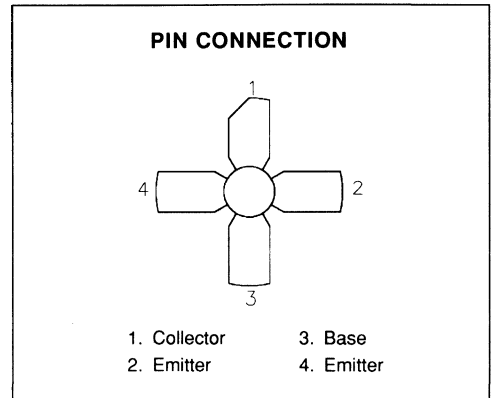 PIN CONNECTION
1
4
2
3
1. Collector 3. Base
2. Emitter 4. Emitter